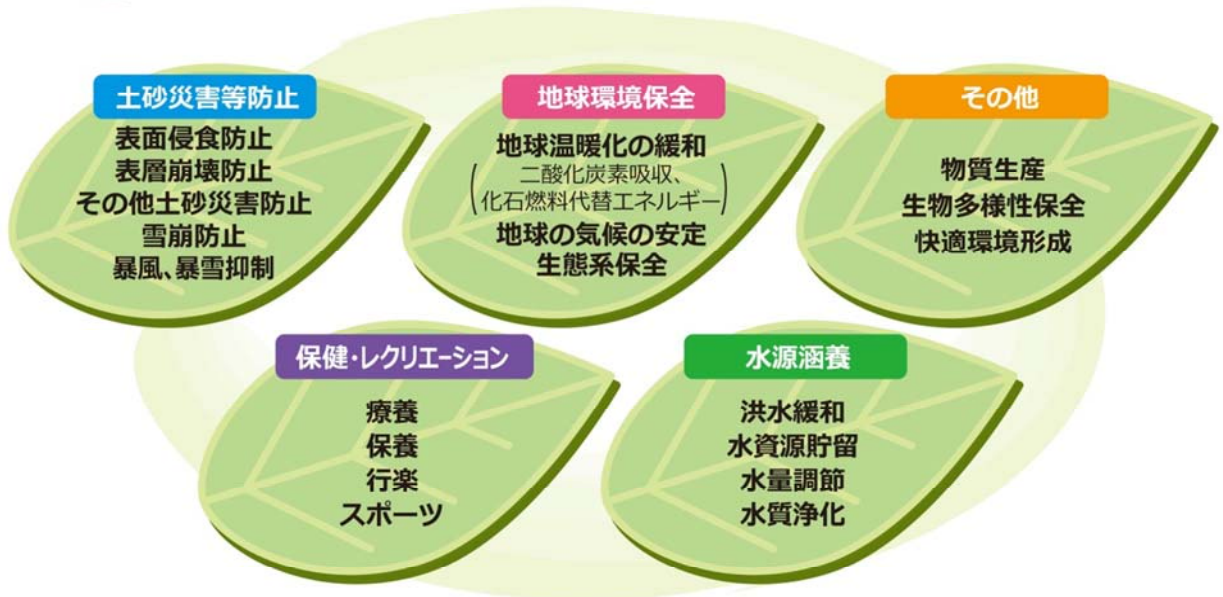 土砂災害等防止
表面侵食防止
表層崩壊防止
その他土砂災害防止
雪崩防止
暴風、暴雪抑制
地球環境保全
地球温暖化の緩和
(二酸化炭素吸収、
化石燃料代替エネルギー)
地球の気候の安定
生態系保全
その他
物質生産
生物多様性保全
快適環境形成
保健・レクリエーション
療養
保養
行楽
スポーツ
水源涵養
洪水緩和
水資源貯留
水量調節
水質浄化